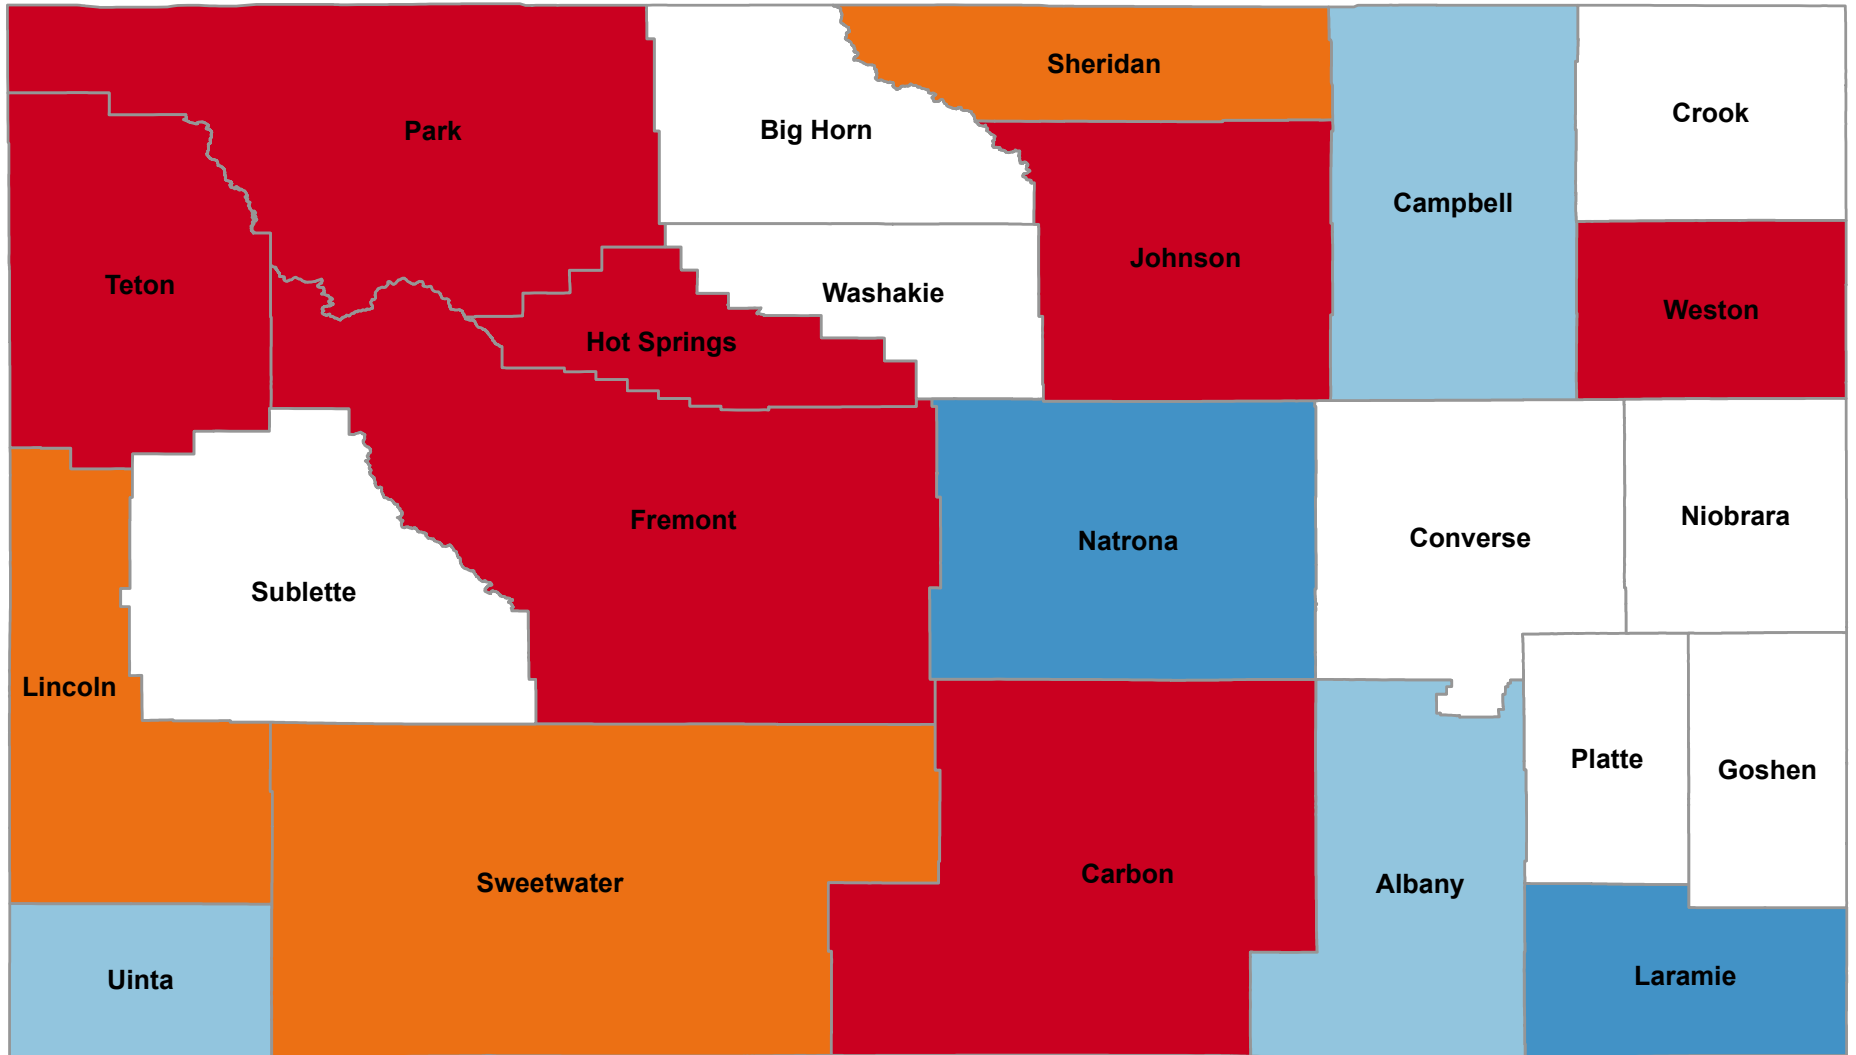 Sheridan
Crook
Park
Big Horn
Campbell
Johnson
Teton
Washakie
Weston
Hot Springs
Niobrara
Fremont
Converse
Natrona
Sublette
Lincoln
Platte
Goshen
Carbon
Sweetwater
Albany
Laramie
Uinta